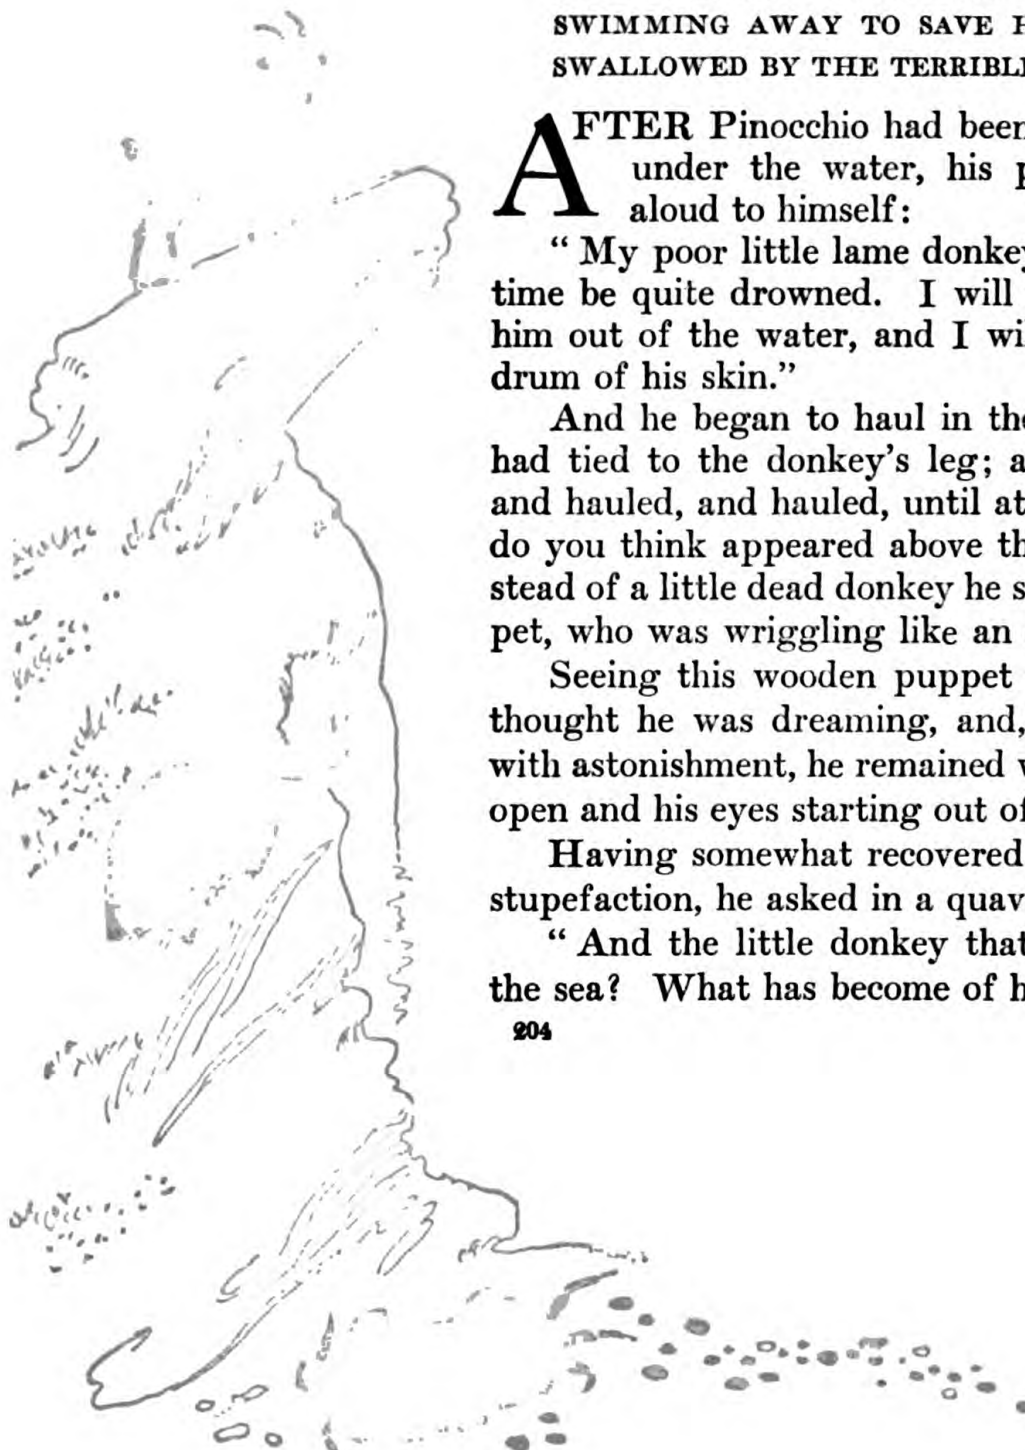 SWIMMING AWAY TO SAVE
SWALLOWED BY THE
AFTER Pinocchio had been
under the water, his
aloud to himself:
“ My poor little lame donkey
time be quite drowned. I will
him out of the water, and I
drum of his skin.”
And he began to haul in
had tied to the donkey's leg;
and hauled, and hauled, until at
do you think appeared above
stead of a little dead donkey he
pet, who was wriggling like an
Seeing this wooden puppet
thought he was dreaming, and,
with astonishment, he remained
open and his eyes starting out of
Having somewhat recovered
stupefaction, he asked in a
“ And the little donkey that
the sea? What has become of
204